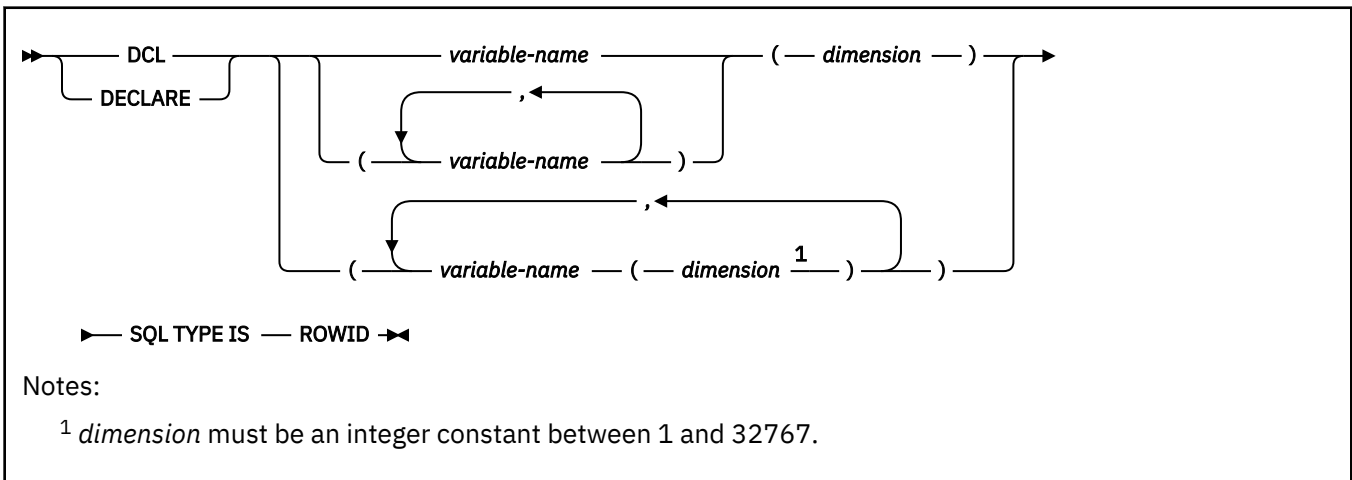 DCL variable-name ( dimension )
DECLARE
,
( variable-name )
,
( variable-name ( dimension 1 ) )
SQL TYPE IS ROWID
Notes:
1 dimension must be an integer constant between 1 and 32767.